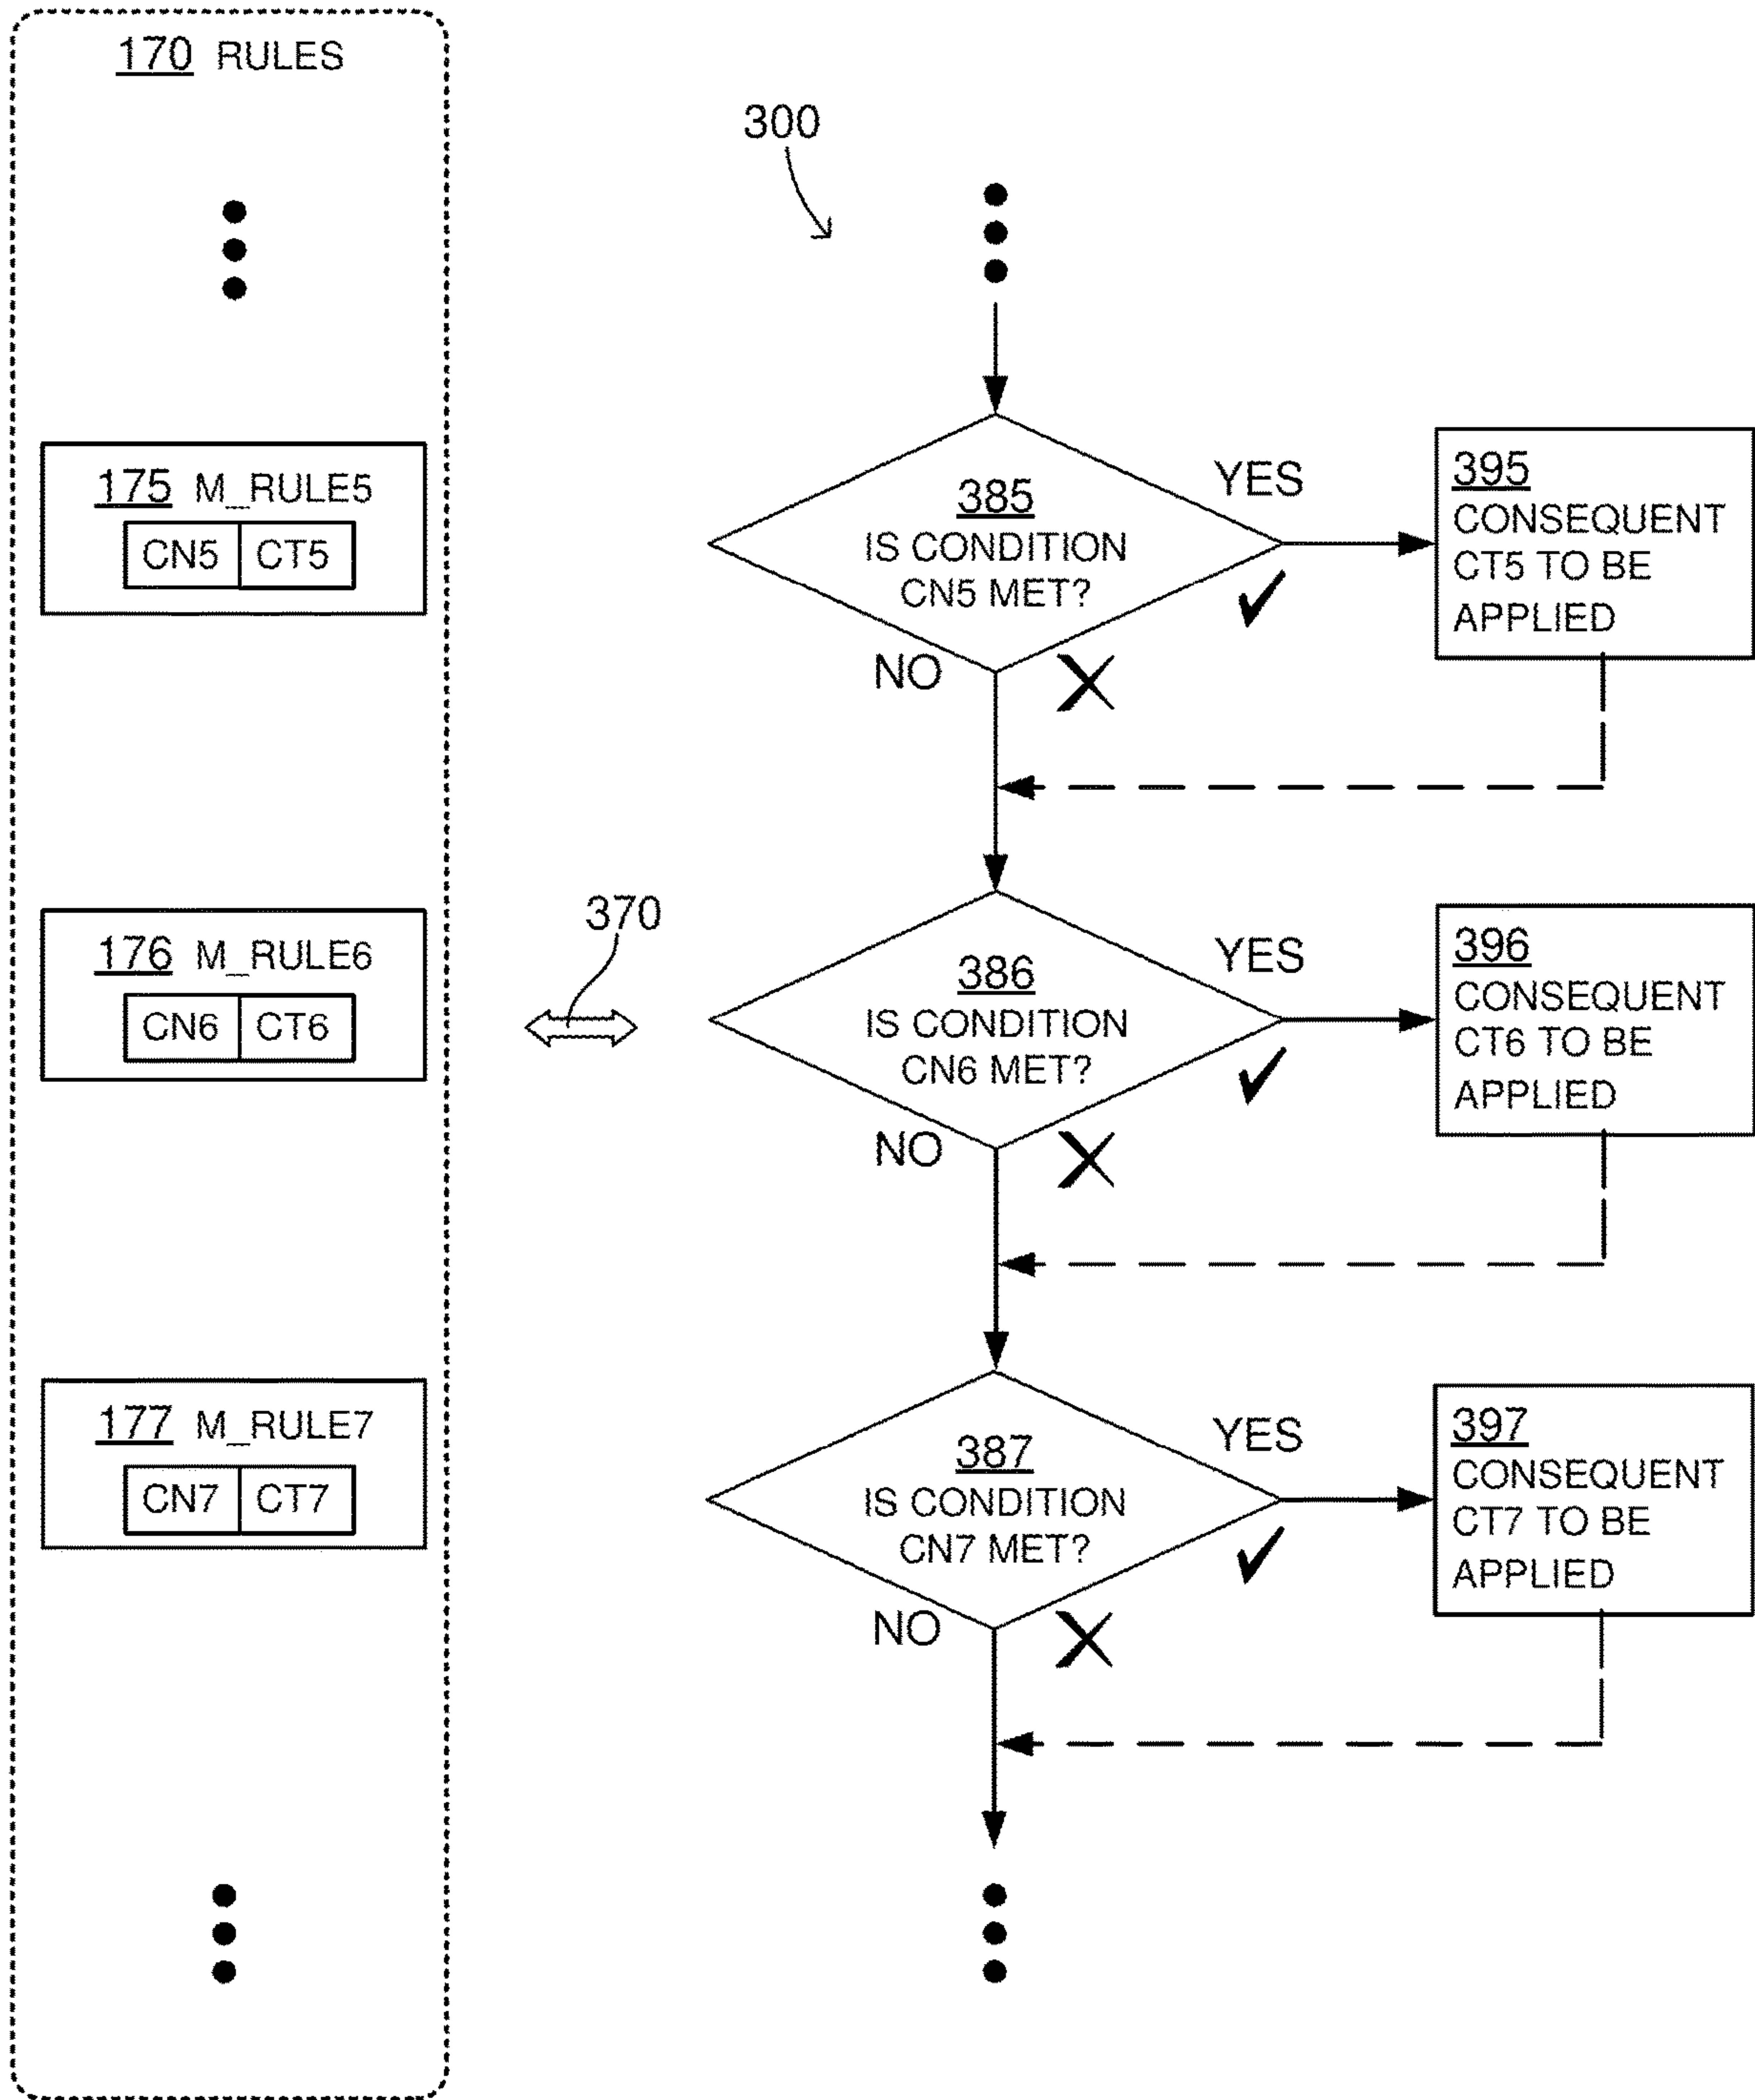 170 RULES
300
175 M_RULE5
CN5 CT5
385
IS CONDITION
CN5 MET?
YES
NO
395
CONSEQUENT
CT5 TO BE
APPLIED
176 M_RULE6
CN6 CT6
370
386
IS CONDITION
CN6 MET?
YES
NO
396
CONSEQUENT
CT6 TO BE
APPLIED
177 M_RULE7
CN7 CT7
387
IS CONDITION
CN7 MET?
YES
NO
397
CONSEQUENT
CT7 TO BE
APPLIED